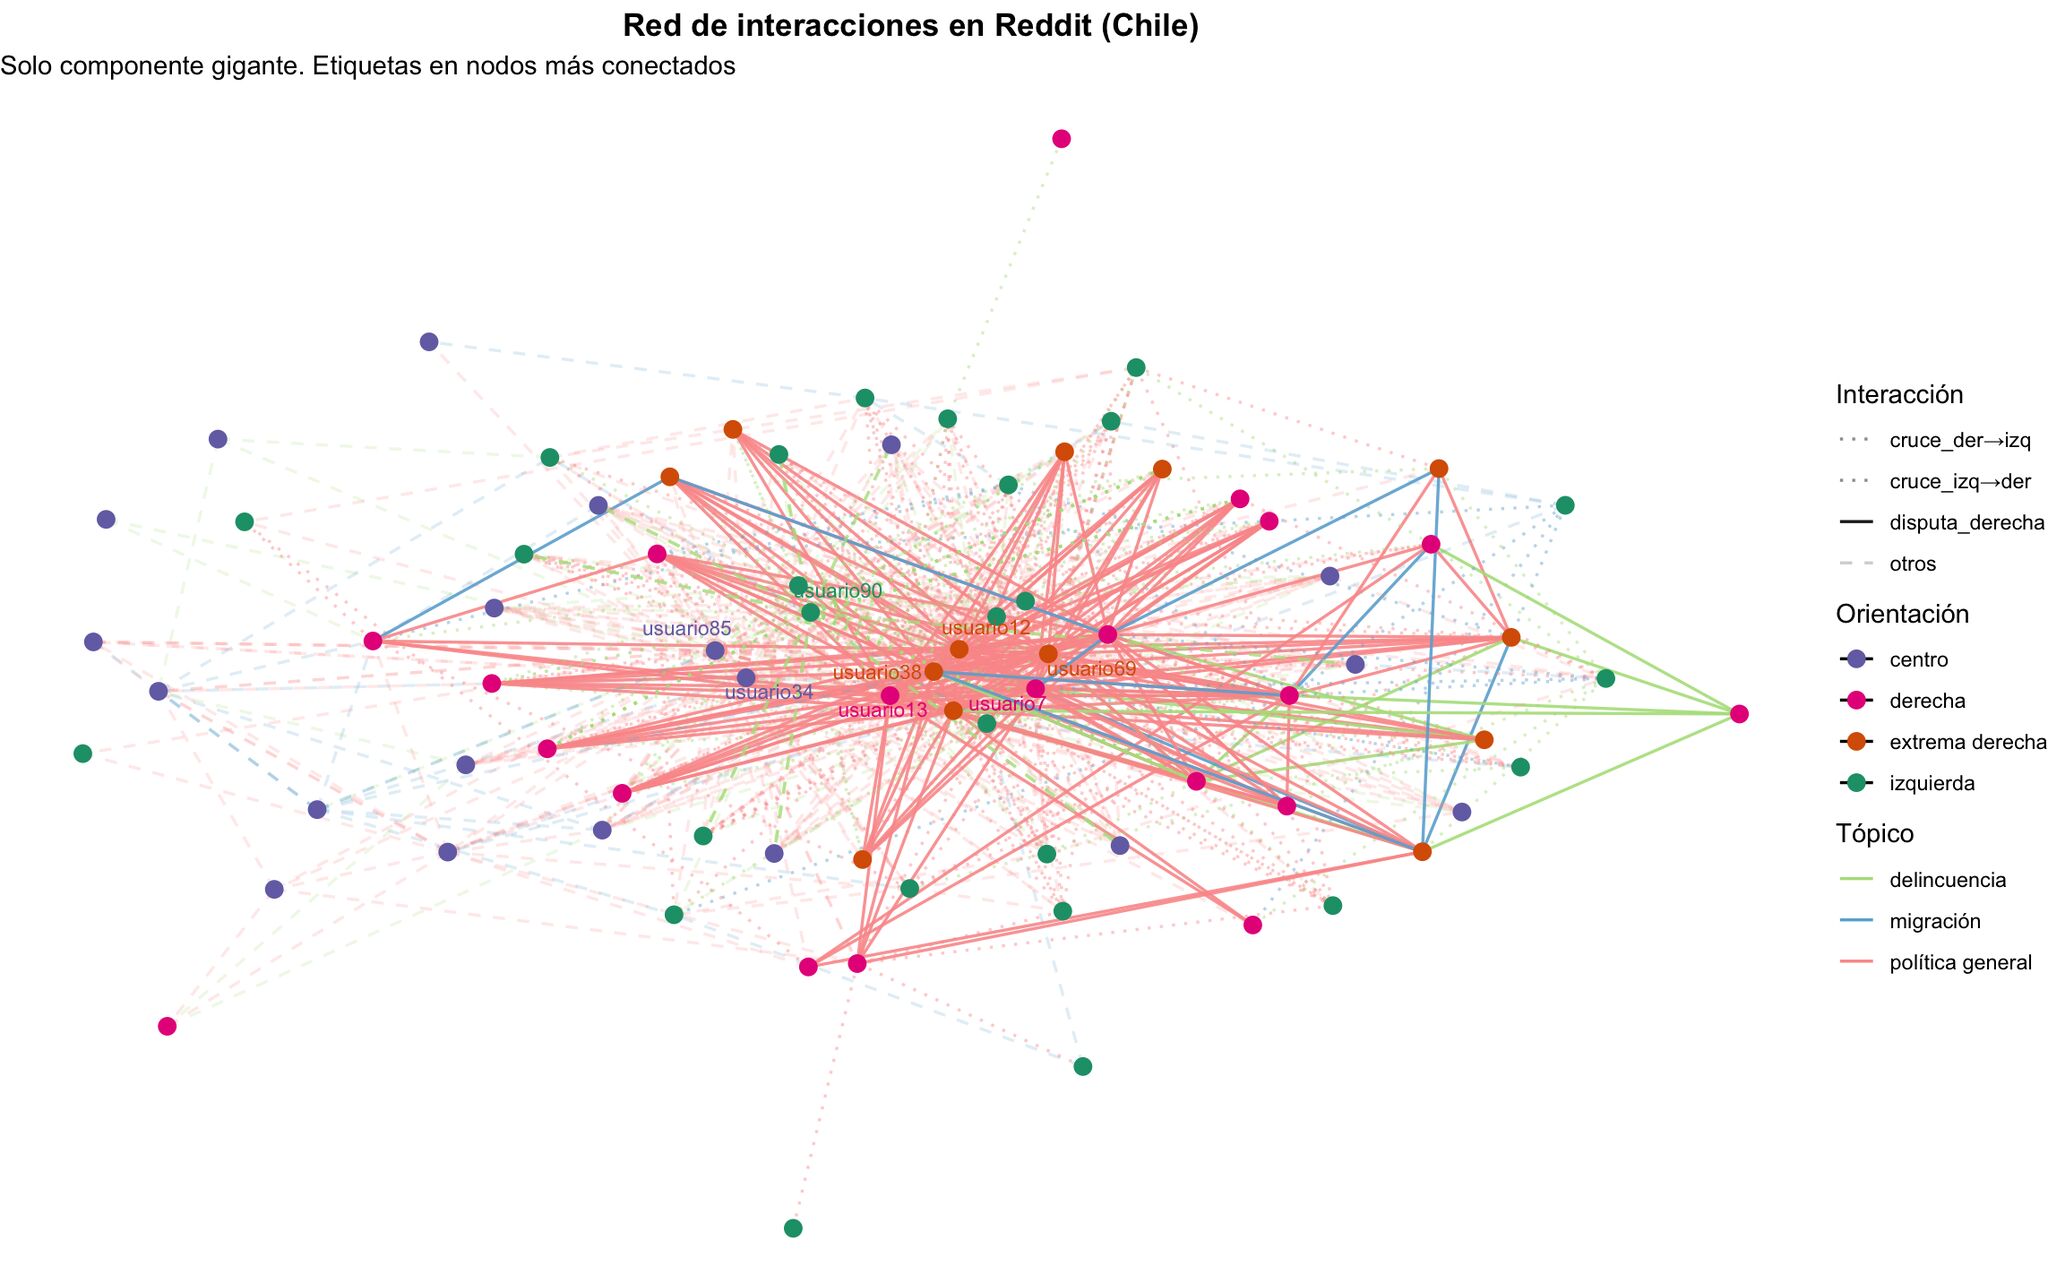 Red de interacciones en Reddit (Chile)
Solo componente gigante. Etiquetas en nodos más conectados
usuario90
usuario85
usuario12
usuario38
usuario69
usuario34
usuario13
usuario7
Interacción
cruce_der→izq
cruce_izq→der
disputa_derecha
otros
Orientación
centro
derecha
extrema derecha
izquierda
Tópico
delincuencia
migración
política general